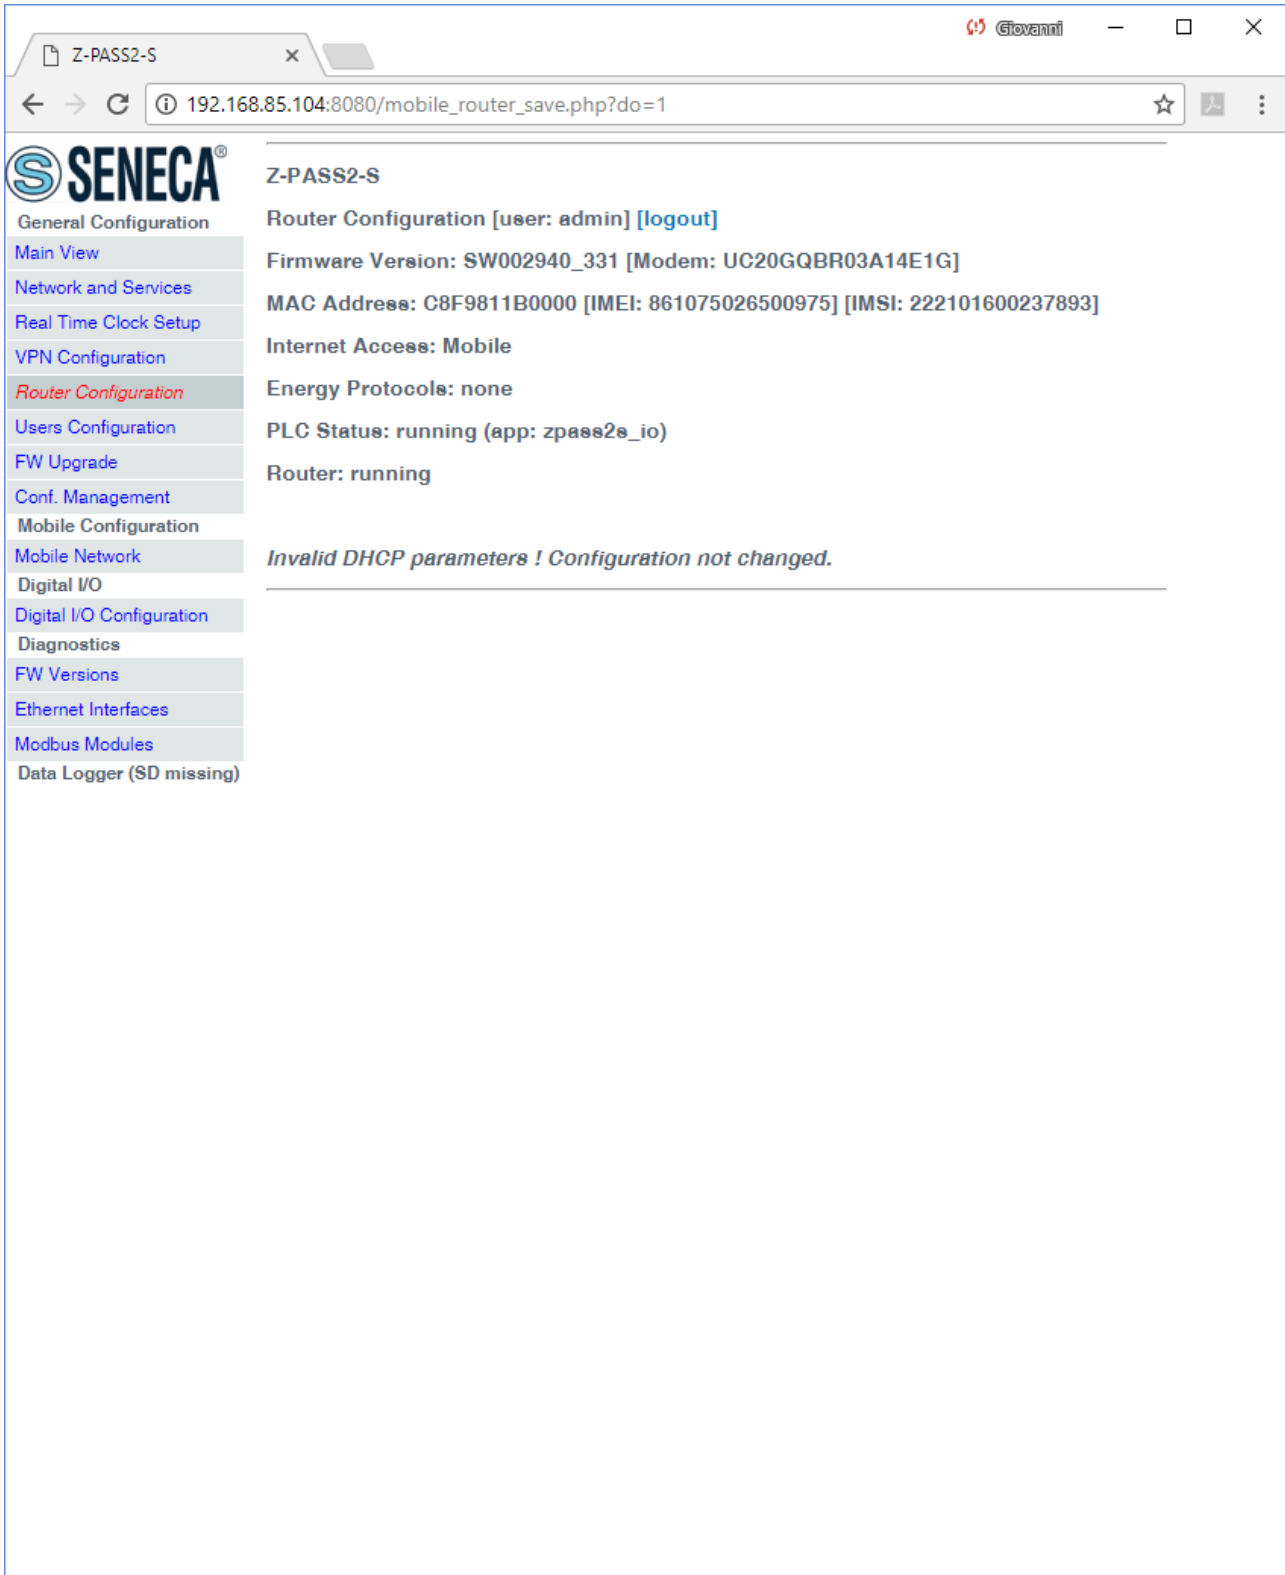 Giovanni
Z-PASS2-S
192.168.85.104:8080/mobile_router_save.php?do=1
SENECA®
General Configuration
Main View
Network and Services
Real Time Clock Setup
VPN Configuration
Router Configuration
Users Configuration
FW Upgrade
Conf. Management
Mobile Configuration
Mobile Network
Digital I/O
Digital I/O Configuration
Diagnostics
FW Versions
Ethernet Interfaces
Modbus Modules
Data Logger (SD missing)
Z-PASS2-S
Router Configuration [user: admin] [logout]
Firmware Version: SW002940_331 [Modem: UC20GQBR03A14E1G]
MAC Address: C8F9811B0000 [IMEI: 861075026500975] [IMSI: 222101600237893]
Internet Access: Mobile
Energy Protocols: none
PLC Status: running (app: zpass2s_io)
Router: running
Invalid DHCP parameters ! Configuration not changed.